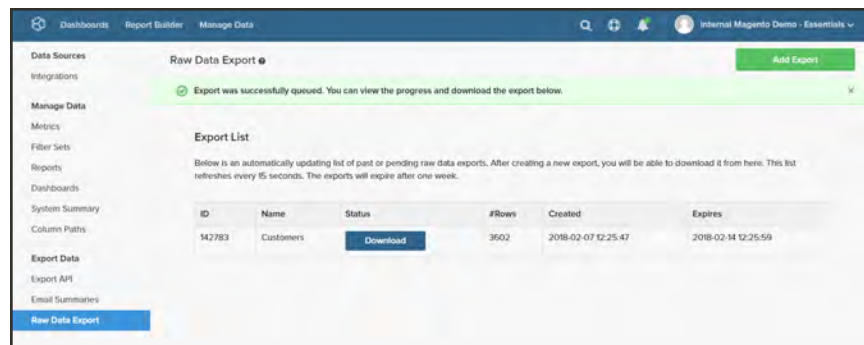 Dashboards Report Builder Manage Data Internal Magento Demo - Essentials
Data Sources
Integrations
Manage Data
Metrics
Filter Sets
Reports
Dashboards
System Summary
Column Paths
Export Data
Export API
Email Summaries
Raw Data Export
Raw Data Export
Add Export
Export was successfully queued. You can view the progress and download the export below.
Export List
Below is an automatically updating list of past or pending raw data exports. After creating a new export, you will be able to download it from here. This list
refreshes every 15 seconds. The exports will expire after one week.
ID Name Status #Rows Created Expires
142783 Customers Download 3602 2018-02-07 12:25:47 2018-02-14 12:25:59